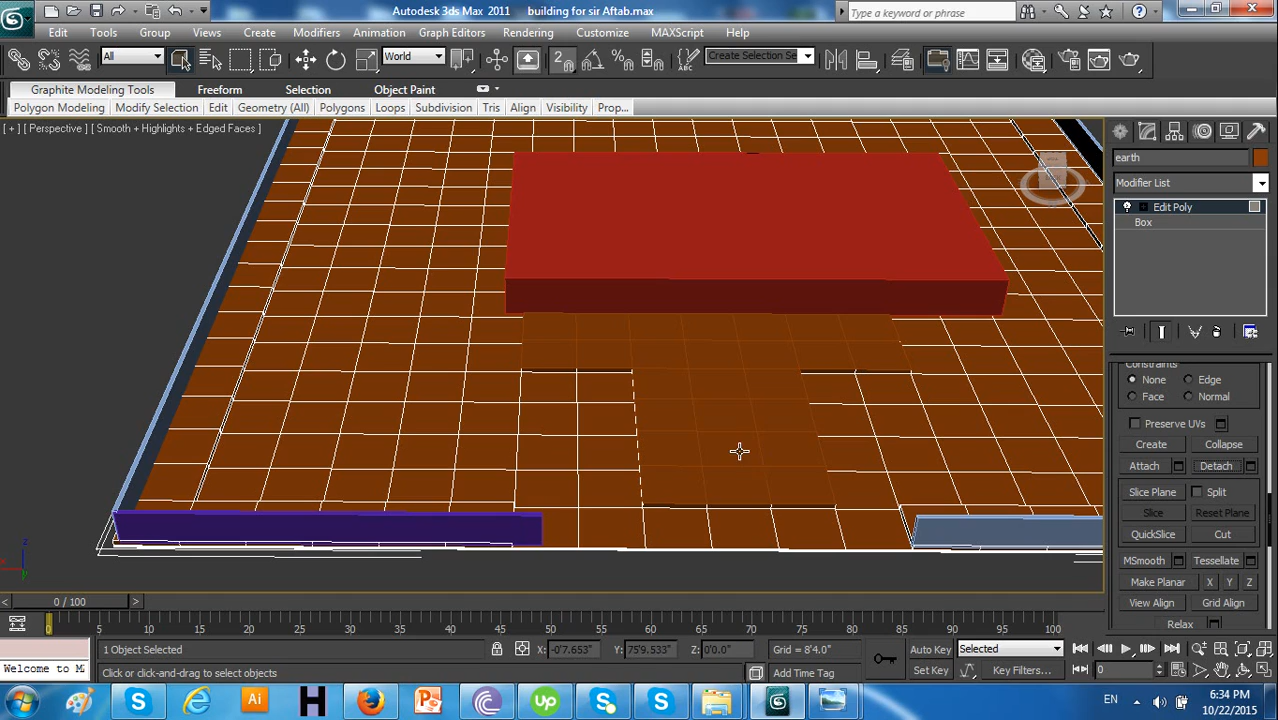 Autodesk 3ds Max 2011 building for sir Aftab.max
Type a keyword or phrase
Edit Tools Group Views Create Modifiers Animation Graph Editors Rendering Customize MAXScript Help
All World Create Selection Se
Graphite Modeling Tools Freeform Selection Object Paint
Polygon Modeling Modify Selection Edit Geometry (All) Polygons Loops Subdivision Tris Align Visibility Prop...
[ + ] [ Perspective ] [ Smooth + Highlights + Edged Faces ]
earth
Modifier List
Edit Poly
Box
Constraints
None Edge
Face Normal
Preserve UVs
Create Collapse
Attach Detach
Slice Plane Split
Slice Reset Plane
QuickSlice Cut
MSmooth Tessellate
Make Planar X Y Z
View Align Grid Align
Relax
z
x
0 / 100
0 5 10 15 20 25 30 35 40 45 50 55 60 65 70 75 80 85 90 95 100
1 Object Selected X: -0'7.653" Y: 75'9.533" Z: 0'0.0" Grid = 8'4.0" Auto Key Selected
Welcome to M Click or click-and-drag to select objects Add Time Tag Set Key Key Filters... 0
EN 6:34 PM
10/22/2015